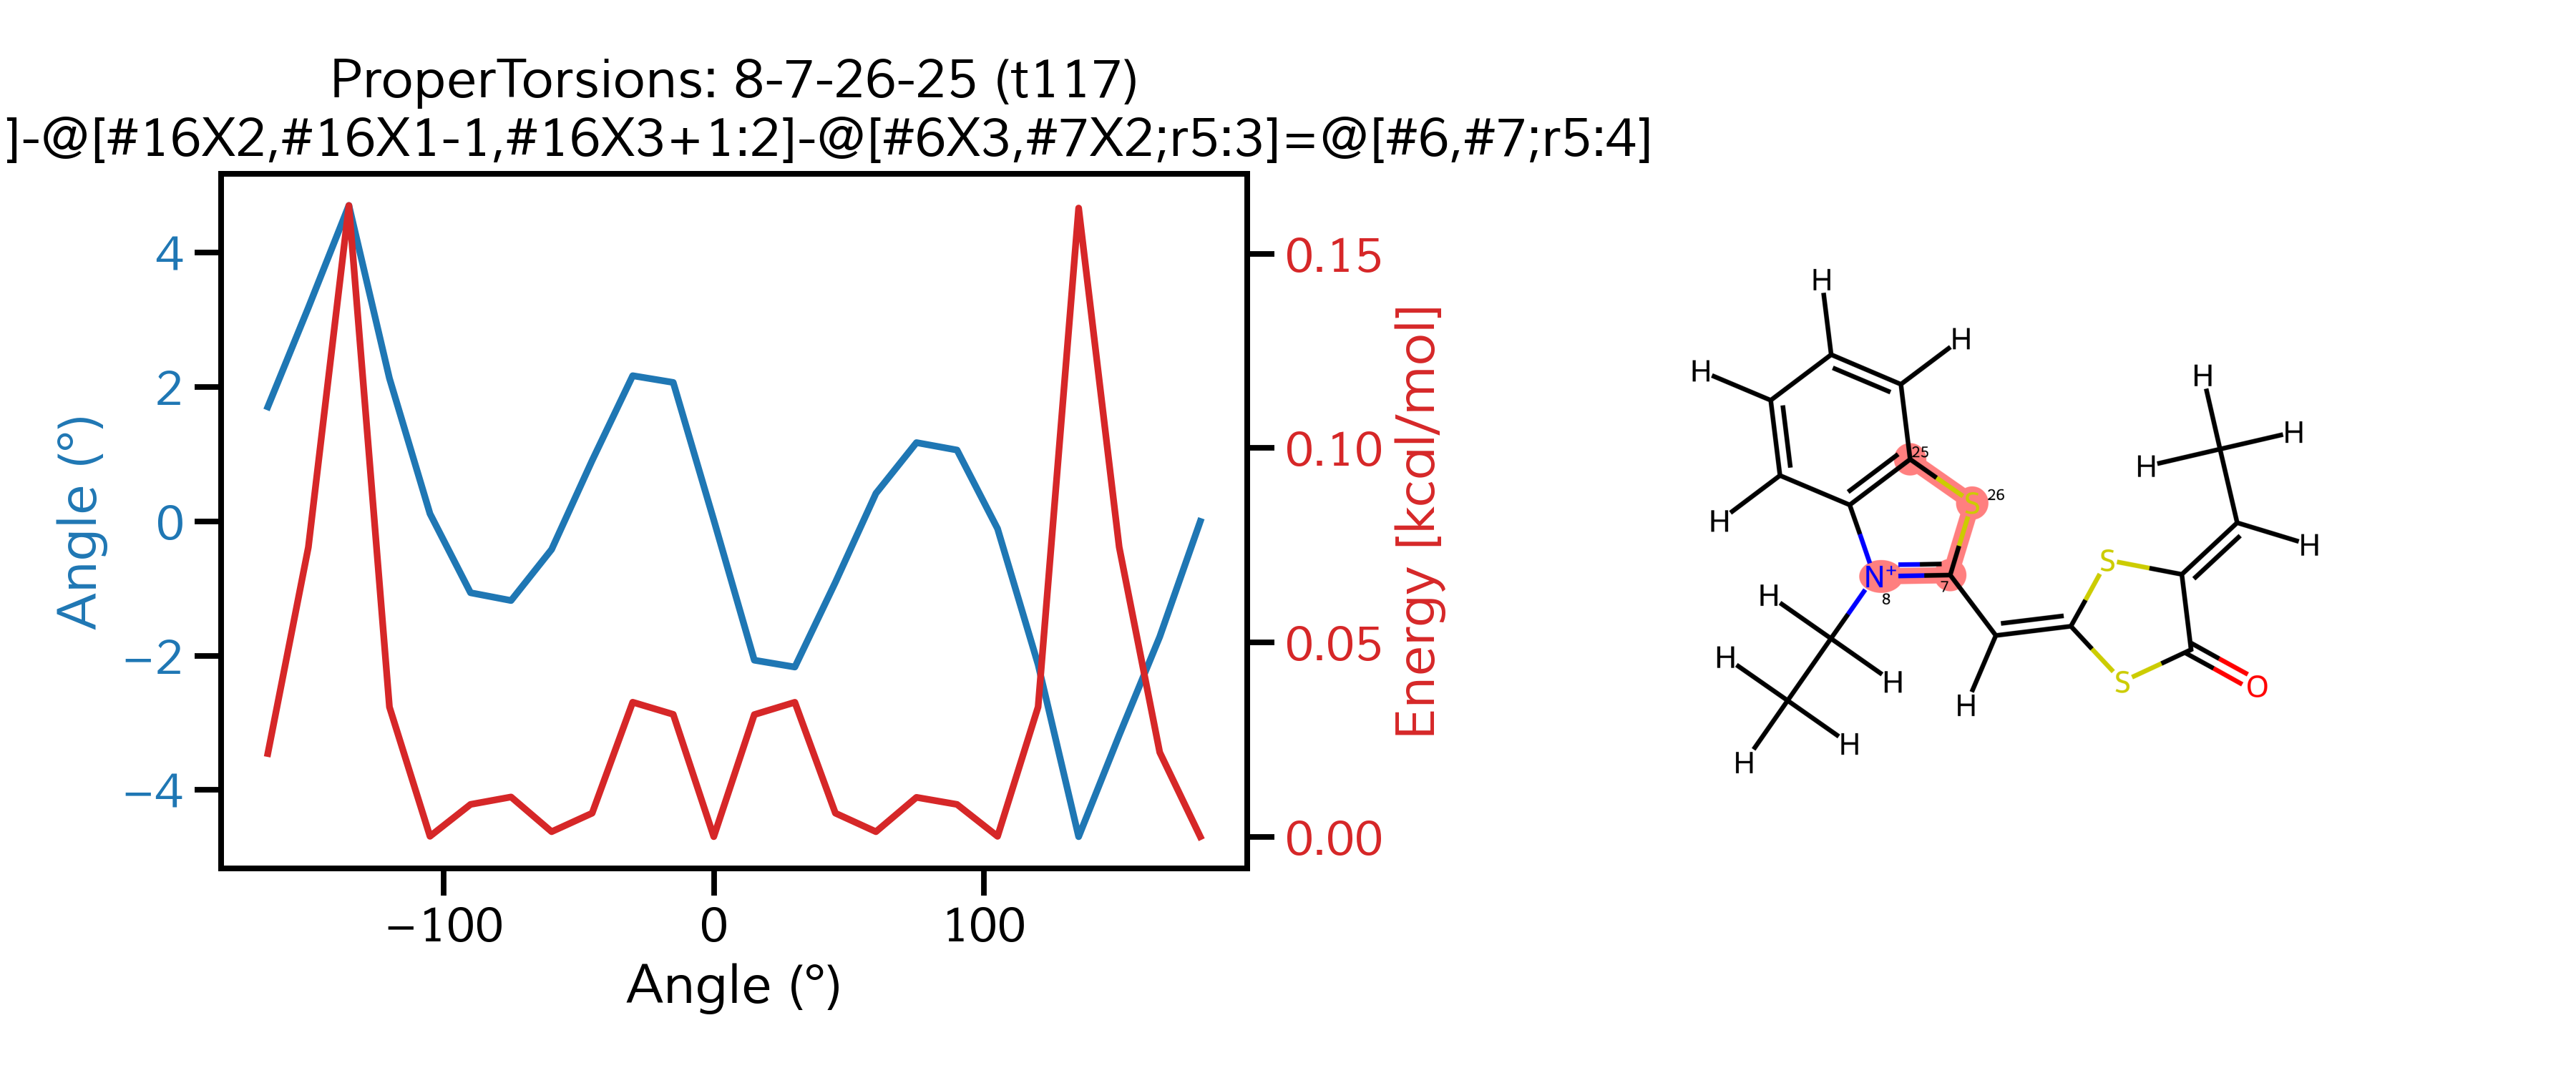 ProperTorsions: 8-7-26-25 (t117)
]-@[#16X2,#16X1-1,#16X3+1:2]-@[#6X3,#7X2;r5:3]=@[#6,#7;r5:4]
4
2
0
−2
−4
Angle (°)
0.15
0.10
0.05
0.00
Energy [kcal/mol]
−100
0
100
Angle (°)
H
H
H
H
H
H
H
H
25
26
S
S
N+
8
7
H
H
H
H
H
H
S
O